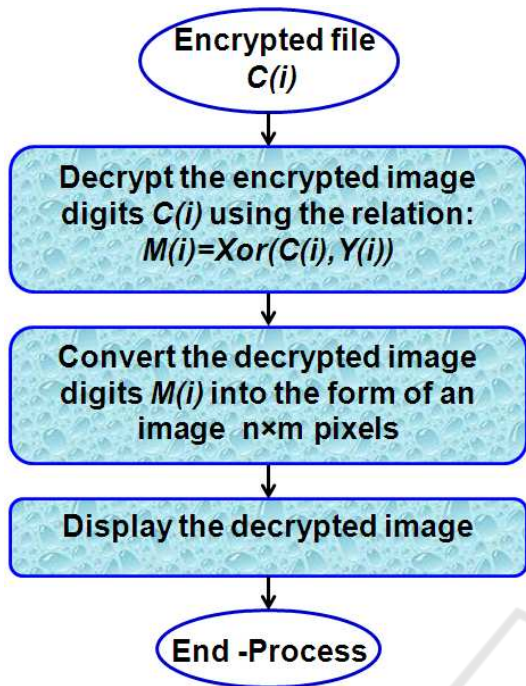 Encrypted file
C(i)
Decrypt the encrypted image
digits C(i) using the relation:
M(i)=Xor(C(i),Y(i))
Convert the decrypted image
digits M(i) into the form of an
image n×m pixels
Display the decrypted image
End -Process